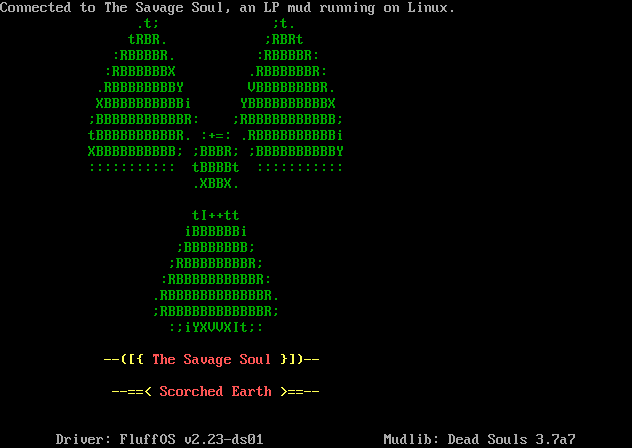 Connected to The Savage Soul, an LP mud running on Linux.
.t;              ;t.
tRBR.            ;RBRt
:RBBBBR.          :RBBBBR:
:RBBBBBBX         .RBBBBBBR:
.RBBBBBBBBY        VBBBBBBBBR.
XBBBBBBBBBBi      YBBBBBBBBBBX
;BBBBBBBBBBBR:    ;RBBBBBBBBBBB;
tBBBBBBBBBBR. :+=: .RBBBBBBBBBBi
XBBBBBBBBBB; ;BBBR; ;BBBBBBBBBBY
:::::::::::  tBBBBt  :::::::::::
.XBBX.
tI++tt
iBBBBBBi
;BBBBBBBB;
;RBBBBBBBBR;
:RBBBBBBBBBBR:
.RBBBBBBBBBBBBR.
;RBBBBBBBBBBBBR;
:;iYXVVXIt;:
--([{ The Savage Soul }])--
--==< Scorched Earth >==--
Driver: FluffOS v2.23-ds01               Mudlib: Dead Souls 3.7a7